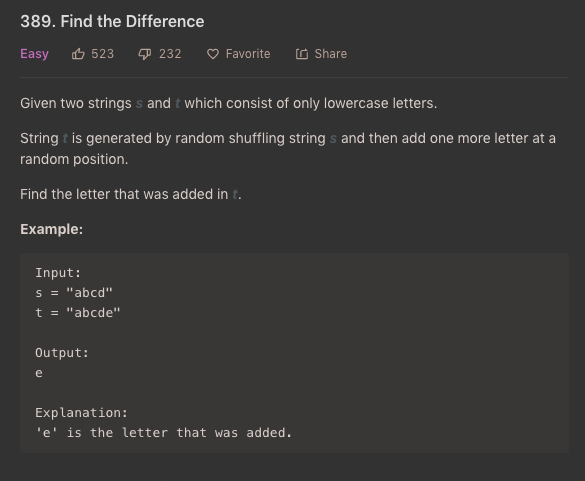 389. Find the Difference
Easy 523 232 Favorite Share
Given two strings s and t which consist of only lowercase letters.
String t is generated by random shuffling string s and then add one more letter at a
random position.
Find the letter that was added in t.
Example:
Input:
s = "abcd"
t = "abcde"
Output:
e
Explanation:
'e' is the letter that was added.